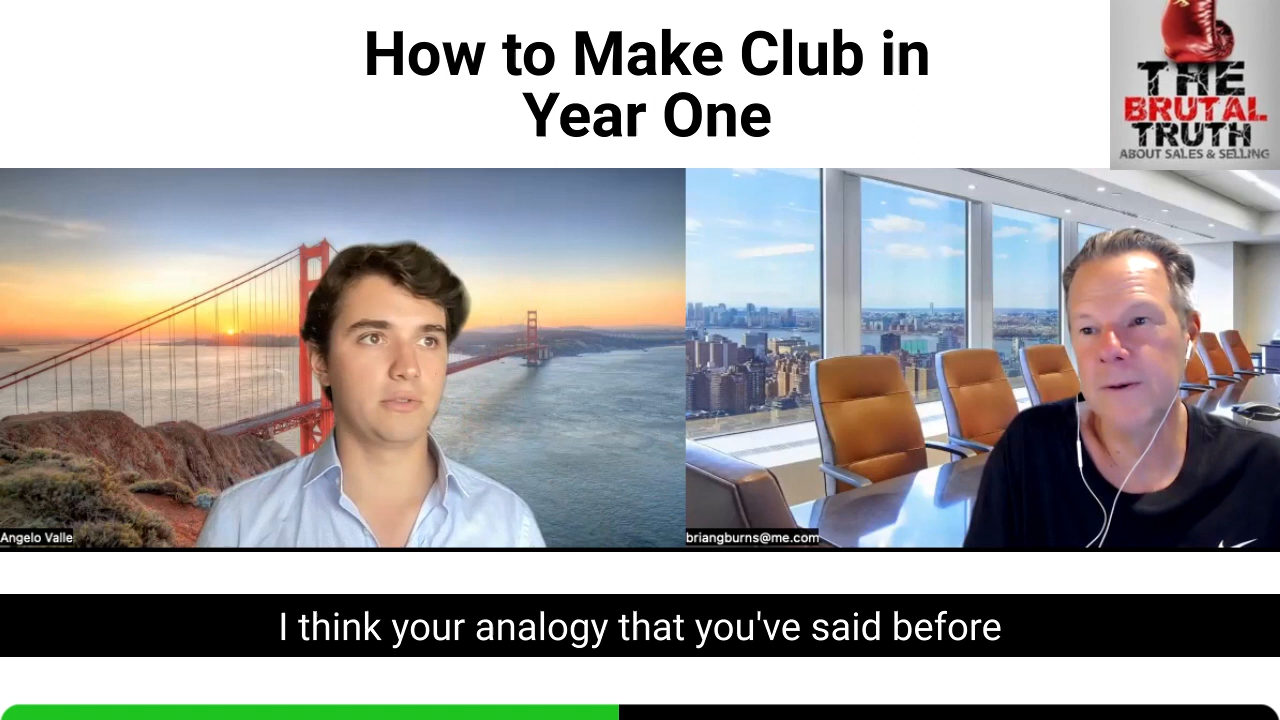 How to Make Club in
Year One
THE
BRUTAL
TRUTH
ABOUT SALES & SELLING
Angelo Valle
briangburns@me.com
I think your analogy that you've said before